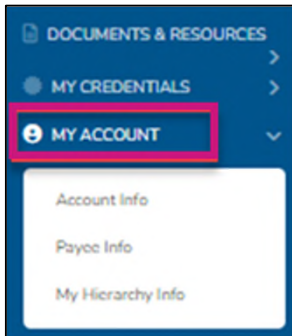 DOCUMENTS & RESOURCES
MY CREDENTIALS
MY ACCOUNT
Account Info
Payee Info
My Hierarchy Info